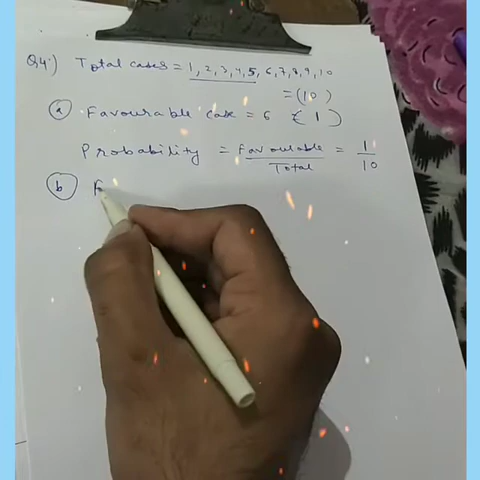 Q4.) Total cases = 1, 2, 3, 4, 5, 6, 7, 8, 9, 10
= (10)
(a) Favourable case = 6 (1)
Probability = Favourable / Total = 1 / 10
(b) F